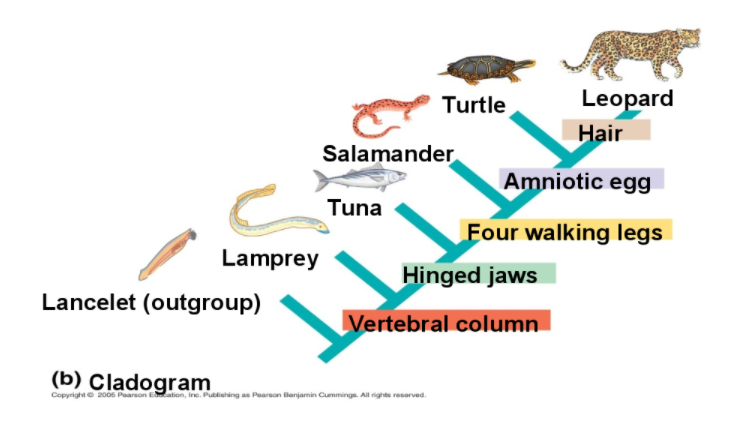 Leopard
Turtle
Hair
Salamander
Amniotic egg
Tuna
Four walking legs
Lamprey
Hinged jaws
Lancelet (outgroup)
Vertebral column
(b) Cladogram
Copyright © 2005 Pearson Education, Inc. Publishing as Pearson Benjamin Cummings. All rights reserved.